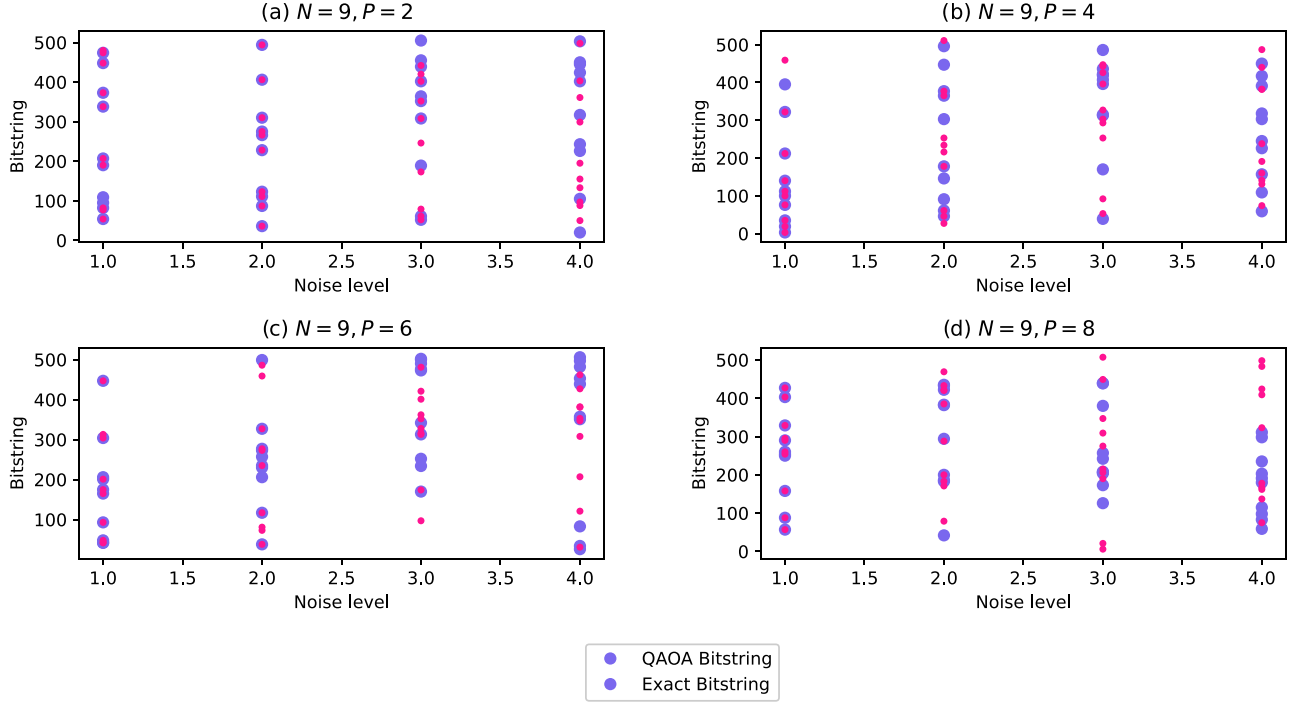 (a) N = 9, P = 2
Bitstring
500
400
300
200
100
0
1.0 1.5 2.0 2.5 3.0 3.5 4.0
Noise level
(b) N = 9, P = 4
Bitstring
500
400
300
200
100
0
1.0 1.5 2.0 2.5 3.0 3.5 4.0
Noise level
(c) N = 9, P = 6
Bitstring
500
400
300
200
100
1.0 1.5 2.0 2.5 3.0 3.5 4.0
Noise level
(d) N = 9, P = 8
Bitstring
500
400
300
200
100
0
1.0 1.5 2.0 2.5 3.0 3.5 4.0
Noise level
QAOA Bitstring
Exact Bitstring